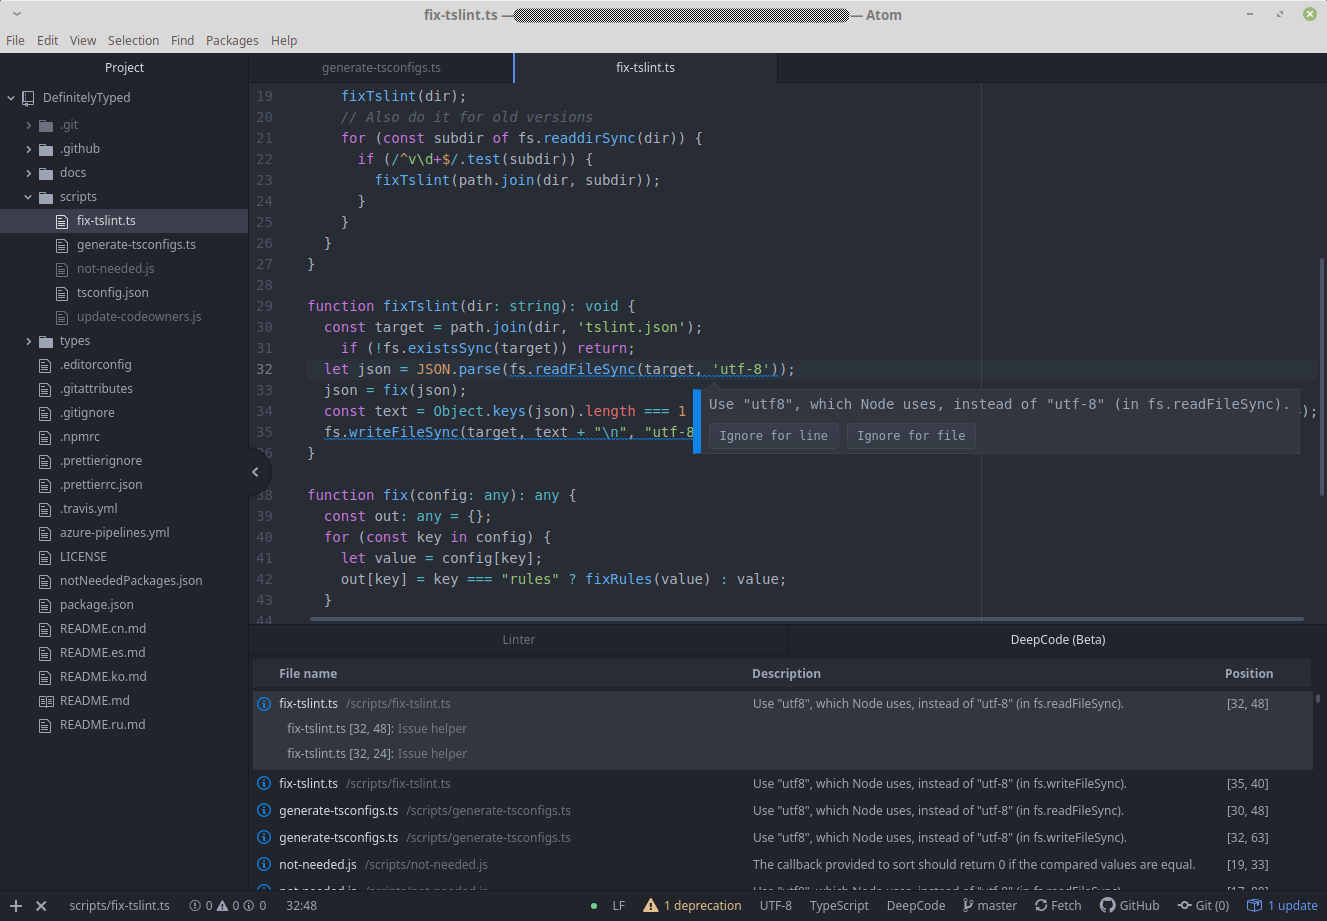 fix-tslint.ts — — Atom
File Edit View Selection Find Packages Help
Project
DefinitelyTyped
.git
.github
docs
scripts
fix-tslint.ts
generate-tsconfigs.ts
not-needed.js
tsconfig.json
update-codeowners.js
types
.editorconfig
.gitattributes
.gitignore
.npmrc
.prettierignore
.prettierrc.json
.travis.yml
azure-pipelines.yml
LICENSE
notNeededPackages.json
package.json
README.cn.md
README.es.md
README.ko.md
README.md
README.ru.md
generate-tsconfigs.ts fix-tslint.ts
19 fixTslint(dir);
20 // Also do it for old versions
21 for (const subdir of fs.readdirSync(dir)) {
22 if (/^v\d+$/.test(subdir)) {
23 fixTslint(path.join(dir, subdir));
24 }
25 }
26 }
27 }
28
29 function fixTslint(dir: string): void {
30 const target = path.join(dir, 'tslint.json');
31 if (!fs.existsSync(target)) return;
32 let json = JSON.parse(fs.readFileSync(target, 'utf-8'));
33 json = fix(json);
34 const text = Object.keys(json).length === 1 );
35 fs.writeFileSync(target, text + "\n", "utf-8
36 }
Use "utf8", which Node uses, instead of "utf-8" (in fs.readFileSync).
Ignore for line Ignore for file
38 function fix(config: any): any {
39 const out: any = {};
40 for (const key in config) {
41 let value = config[key];
42 out[key] = key === "rules" ? fixRules(value) : value;
43 }
44
Linter DeepCode (Beta)
File name Description Position
fix-tslint.ts /scripts/fix-tslint.ts Use "utf8", which Node uses, instead of "utf-8" (in fs.readFileSync). [32, 48]
fix-tslint.ts [32, 48]: Issue helper
fix-tslint.ts [32, 24]: Issue helper
fix-tslint.ts /scripts/fix-tslint.ts Use "utf8", which Node uses, instead of "utf-8" (in fs.writeFileSync). [35, 40]
generate-tsconfigs.ts /scripts/generate-tsconfigs.ts Use "utf8", which Node uses, instead of "utf-8" (in fs.readFileSync). [30, 48]
generate-tsconfigs.ts /scripts/generate-tsconfigs.ts Use "utf8", which Node uses, instead of "utf-8" (in fs.writeFileSync). [32, 63]
not-needed.js /scripts/not-needed.js The callback provided to sort should return 0 if the compared values are equal. [19, 33]
scripts/fix-tslint.ts 0 0 0 32:48 LF 1 deprecation UTF-8 TypeScript DeepCode master Fetch GitHub Git (0) 1 update